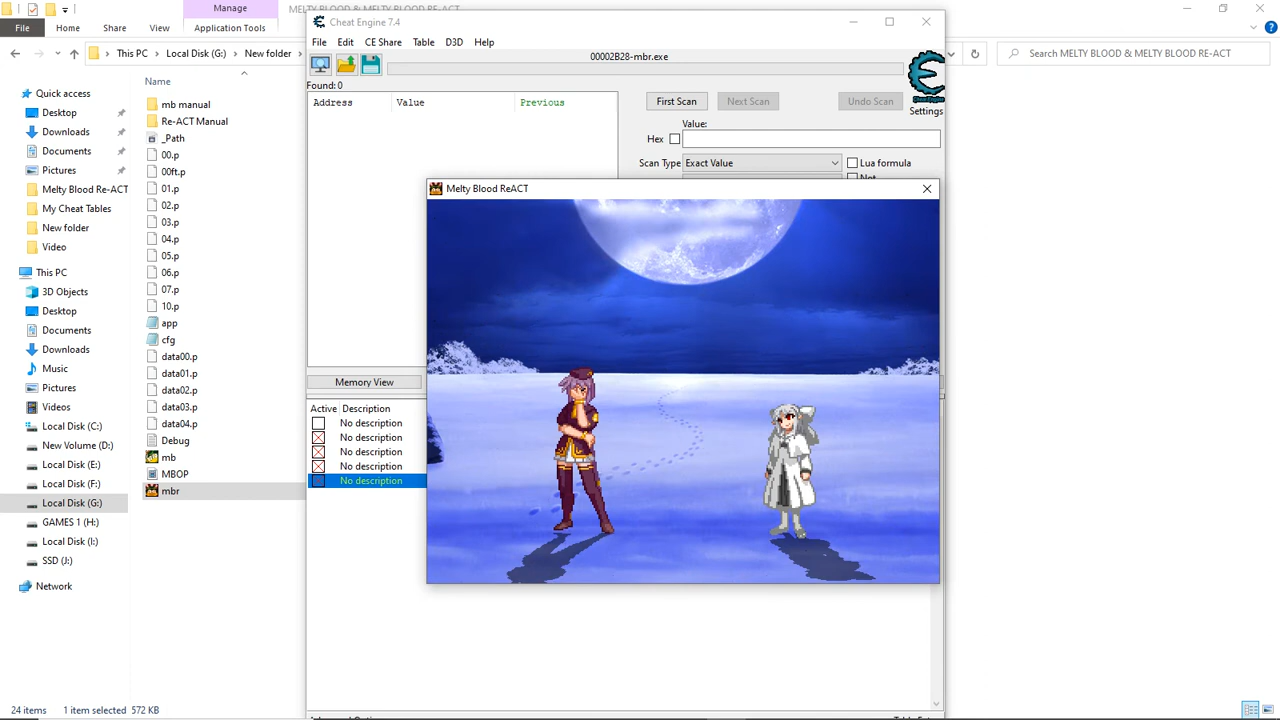 Manage
MELTY BLOOD & MELTY BLOOD RE-ACT
File
Home
Share
View
Application Tools
This PC
Local Disk (G:)
New folder
Search MELTY BLOOD & MELTY BLOOD RE-ACT
Cheat Engine 7.4
File
Edit
CE Share
Table
D3D
Help
00002B28-mbr.exe
Found: 0
Address
Value
Previous
First Scan
Next Scan
Undo Scan
Settings
Value:
Hex
Scan Type
Exact Value
Lua formula
Not
Memory View
Active
Description
No description
No description
No description
No description
No description
Melty Blood ReACT
Quick access
Desktop
Downloads
Documents
Pictures
Melty Blood Re-ACT
My Cheat Tables
New folder
Video
This PC
3D Objects
Desktop
Documents
Downloads
Music
Pictures
Videos
Local Disk (C:)
New Volume (D:)
Local Disk (E:)
Local Disk (F:)
Local Disk (G:)
GAMES 1 (H:)
Local Disk (I:)
SSD (J:)
Network
Name
mb manual
Re-ACT Manual
_Path
00.p
00ft.p
01.p
02.p
03.p
04.p
05.p
06.p
07.p
10.p
app
cfg
data00.p
data01.p
data02.p
data03.p
data04.p
Debug
mb
MBOP
mbr
24 items
1 item selected
572 KB